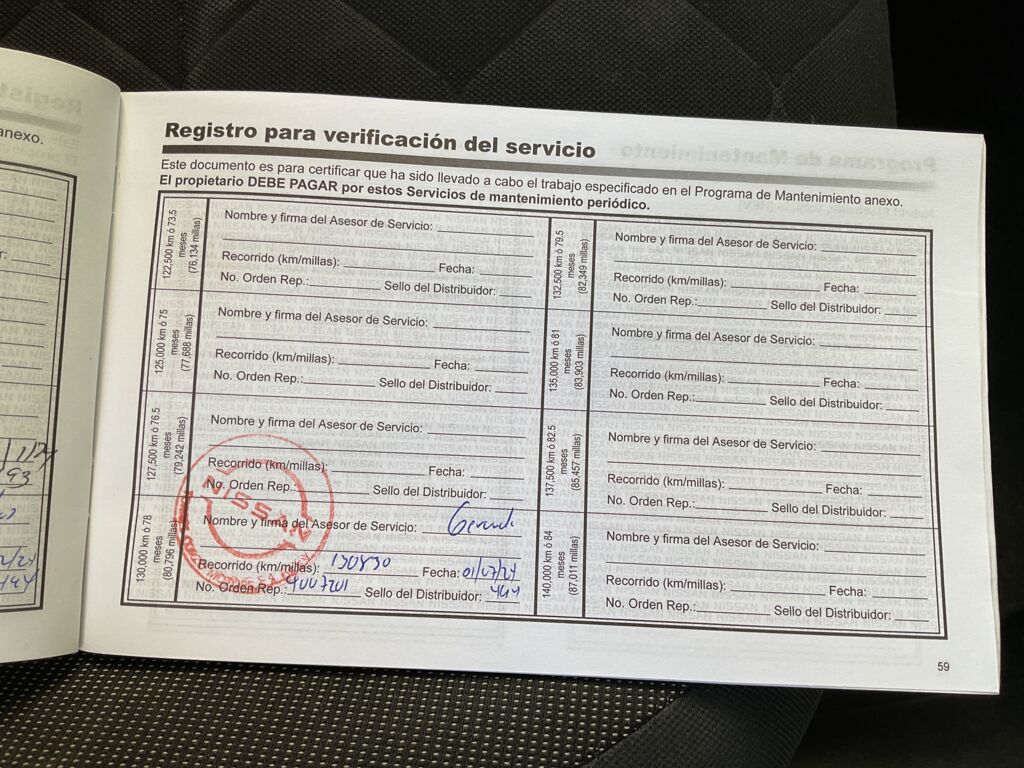 anexo.
Registro para verificación del servicio
Este documento es para certificar que ha sido llevado a cabo el trabajo especificado en el Programa de Mantenimiento anexo.
El propietario DEBE PAGAR por estos Servicios de mantenimiento periódico.
122,500 km ó 73.5
meses
(76,134 millas)
Nombre y firma del Asesor de Servicio:
Recorrido (km/millas): Fecha:
No. Orden Rep.: Sello del Distribuidor:
125,000 km ó 75
meses
(77,688 millas)
Nombre y firma del Asesor de Servicio:
Recorrido (km/millas): Fecha:
No. Orden Rep.: Sello del Distribuidor:
127,500 km ó 76.5
meses
(79,242 millas)
Nombre y firma del Asesor de Servicio:
Recorrido (km/millas): Fecha:
No. Orden Rep.: Sello del Distribuidor:
NISSAN
130,000 km ó 78
meses
(80,796 millas)
Nombre y firma del Asesor de Servicio:
Recorrido (km/millas): 130830 Fecha: 01/07/24
No. Orden Rep.: Sello del Distribuidor:
132,500 km ó 79.5
meses
(82,349 millas)
Nombre y firma del Asesor de Servicio:
Recorrido (km/millas): Fecha:
No. Orden Rep.: Sello del Distribuidor:
135,000 km ó 81
meses
(83,903 millas)
Nombre y firma del Asesor de Servicio:
Recorrido (km/millas): Fecha:
No. Orden Rep.: Sello del Distribuidor:
137,500 km ó 82.5
meses
(85,457 millas)
Nombre y firma del Asesor de Servicio:
Recorrido (km/millas): Fecha:
No. Orden Rep.: Sello del Distribuidor:
140,000 km ó 84
meses
(87,011 millas)
Nombre y firma del Asesor de Servicio:
Recorrido (km/millas): Fecha:
No. Orden Rep.: Sello del Distribuidor:
59